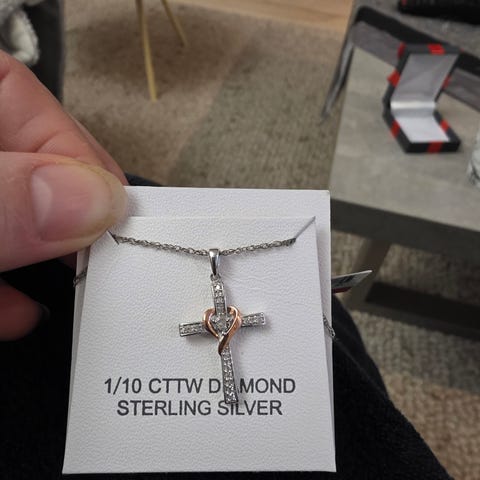 1/10 CTTW DIAMOND
STERLING SILVER